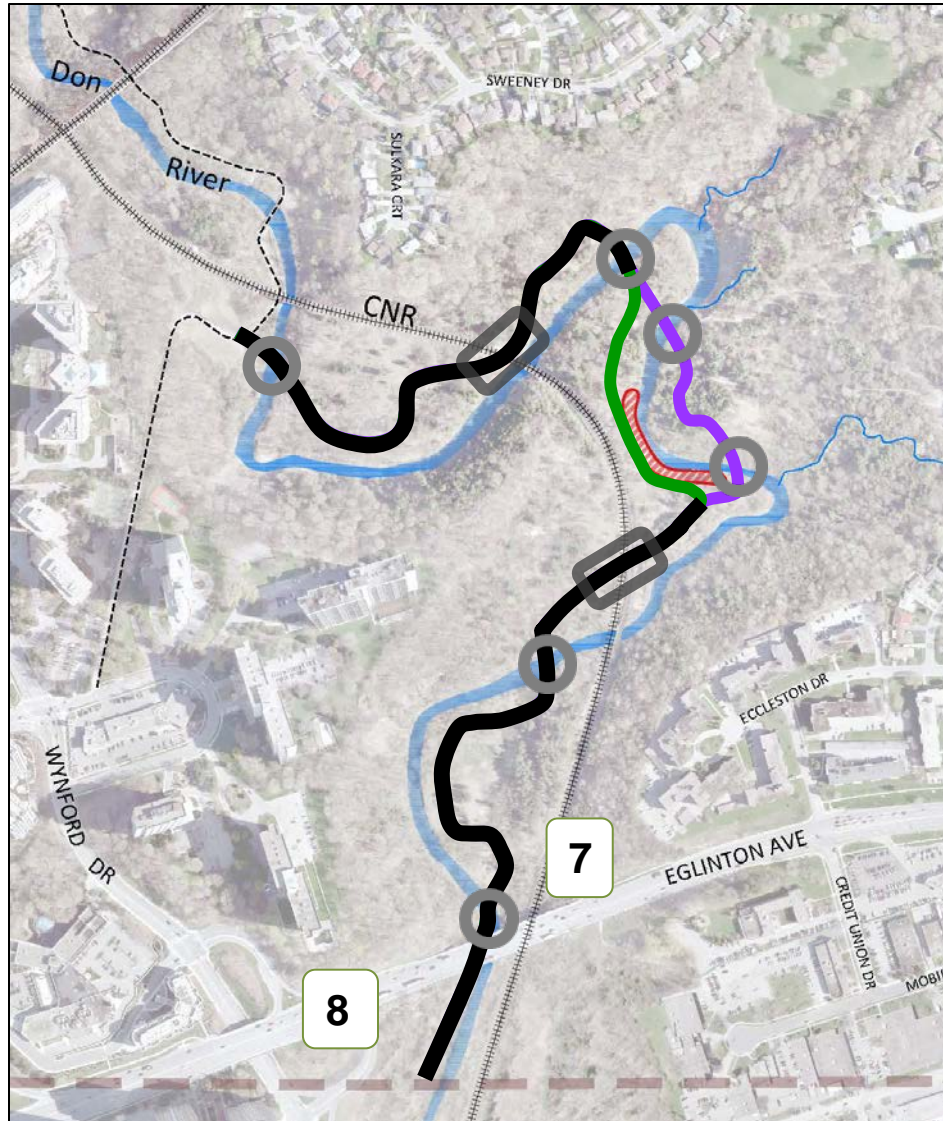 Don
River
SWEENEY DR
SULKARA CRT
CNR
ECCLESTON DR
WYNFORD DR
7
EGLINTON AVE
CREDIT UNION DR
8
MOBI